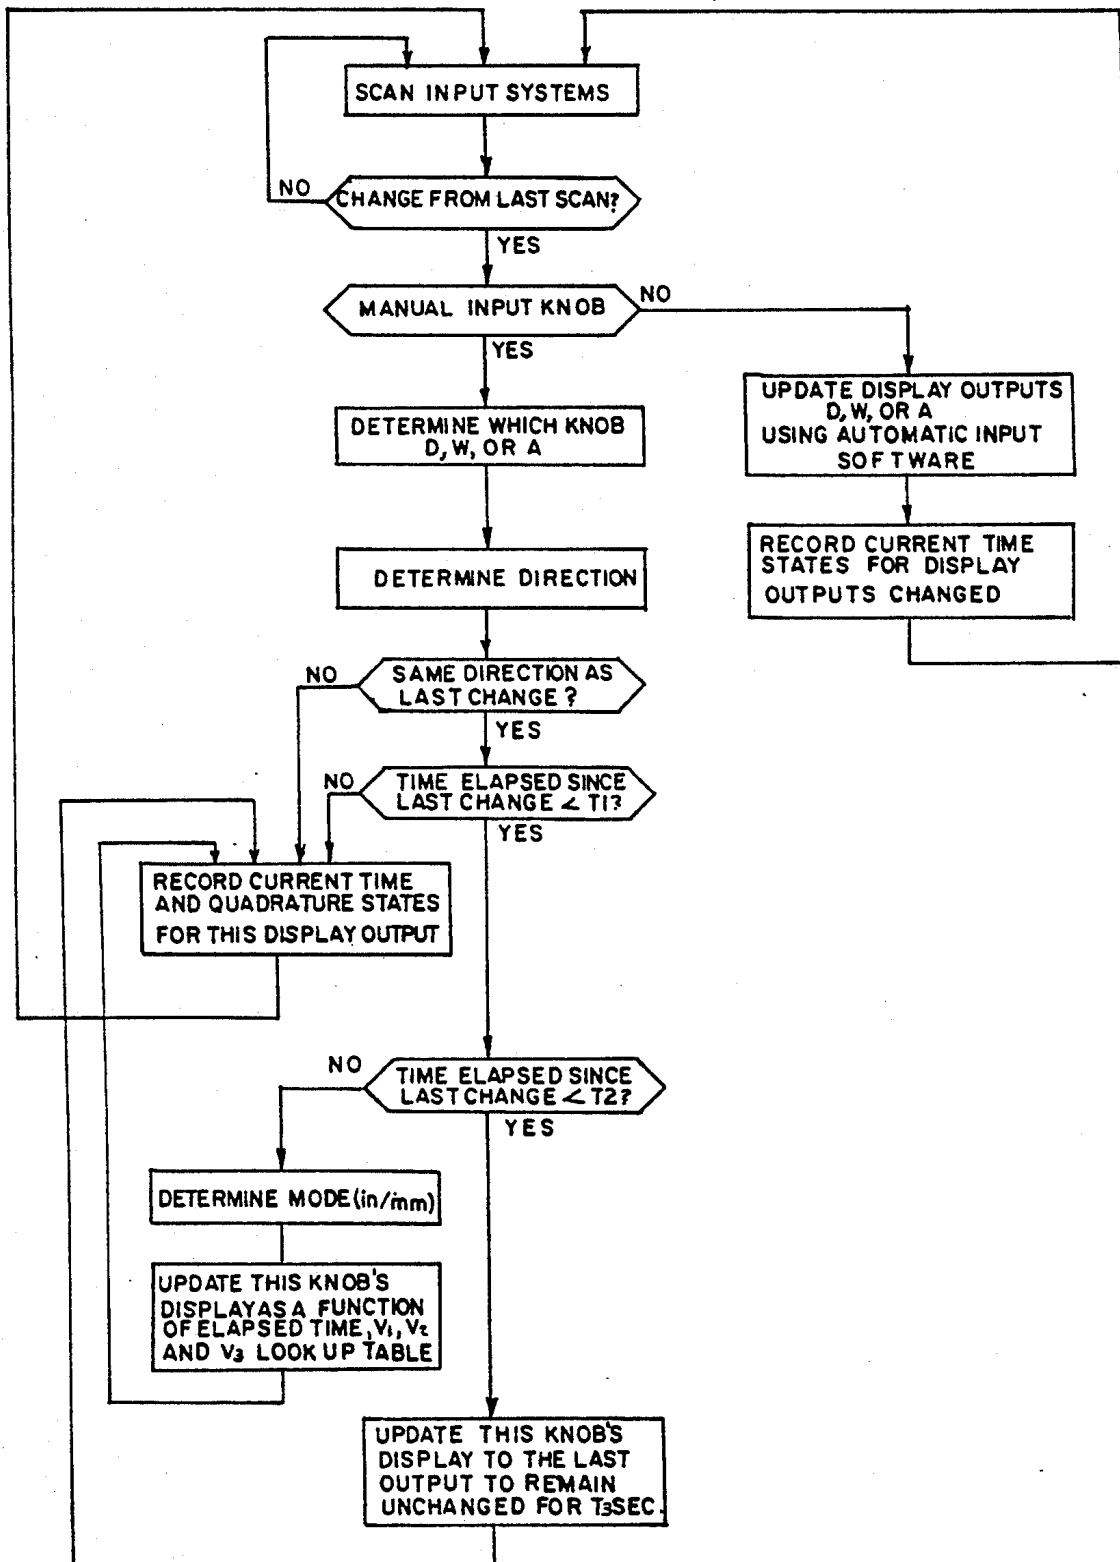 SCAN INPUT SYSTEMS
NO
CHANGE FROM LAST SCAN?
YES
MANUAL INPUT KNOB
NO
YES
DETERMINE WHICH KNOB
D, W, OR A
UPDATE DISPLAY OUTPUTS
D, W, OR A
USING AUTOMATIC INPUT
SOFTWARE
RECORD CURRENT TIME
STATES FOR DISPLAY
OUTPUTS CHANGED
DETERMINE DIRECTION
NO
SAME DIRECTION AS
LAST CHANGE?
YES
NO
TIME ELAPSED SINCE
LAST CHANGE < T1?
YES
RECORD CURRENT TIME
AND QUADRATURE STATES
FOR THIS DISPLAY OUTPUT
NO
TIME ELAPSED SINCE
LAST CHANGE < T2?
YES
DETERMINE MODE (in/mm)
UPDATE THIS KNOB'S
DISPLAY AS A FUNCTION
OF ELAPSED TIME, V1, V2
AND V3 LOOK UP TABLE
UPDATE THIS KNOB'S
DISPLAY TO THE LAST
OUTPUT TO REMAIN
UNCHANGED FOR T3 SEC.